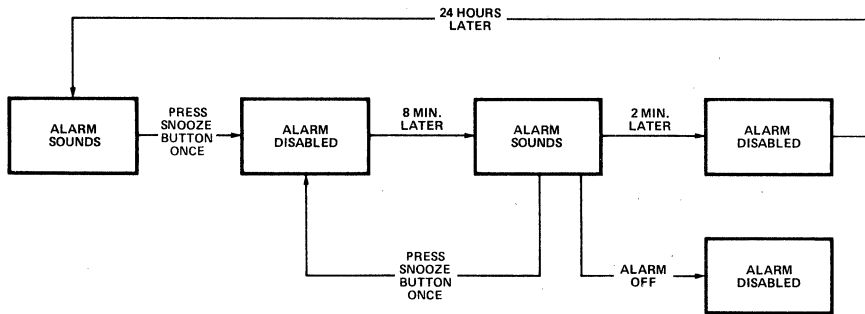 24 HOURS
LATER
ALARM
SOUNDS
PRESS
SNOOZE
BUTTON
ONCE
ALARM
DISABLED
8 MIN.
LATER
ALARM
SOUNDS
2 MIN.
LATER
ALARM
DISABLED
PRESS
SNOOZE
BUTTON
ONCE
ALARM
OFF
ALARM
DISABLED